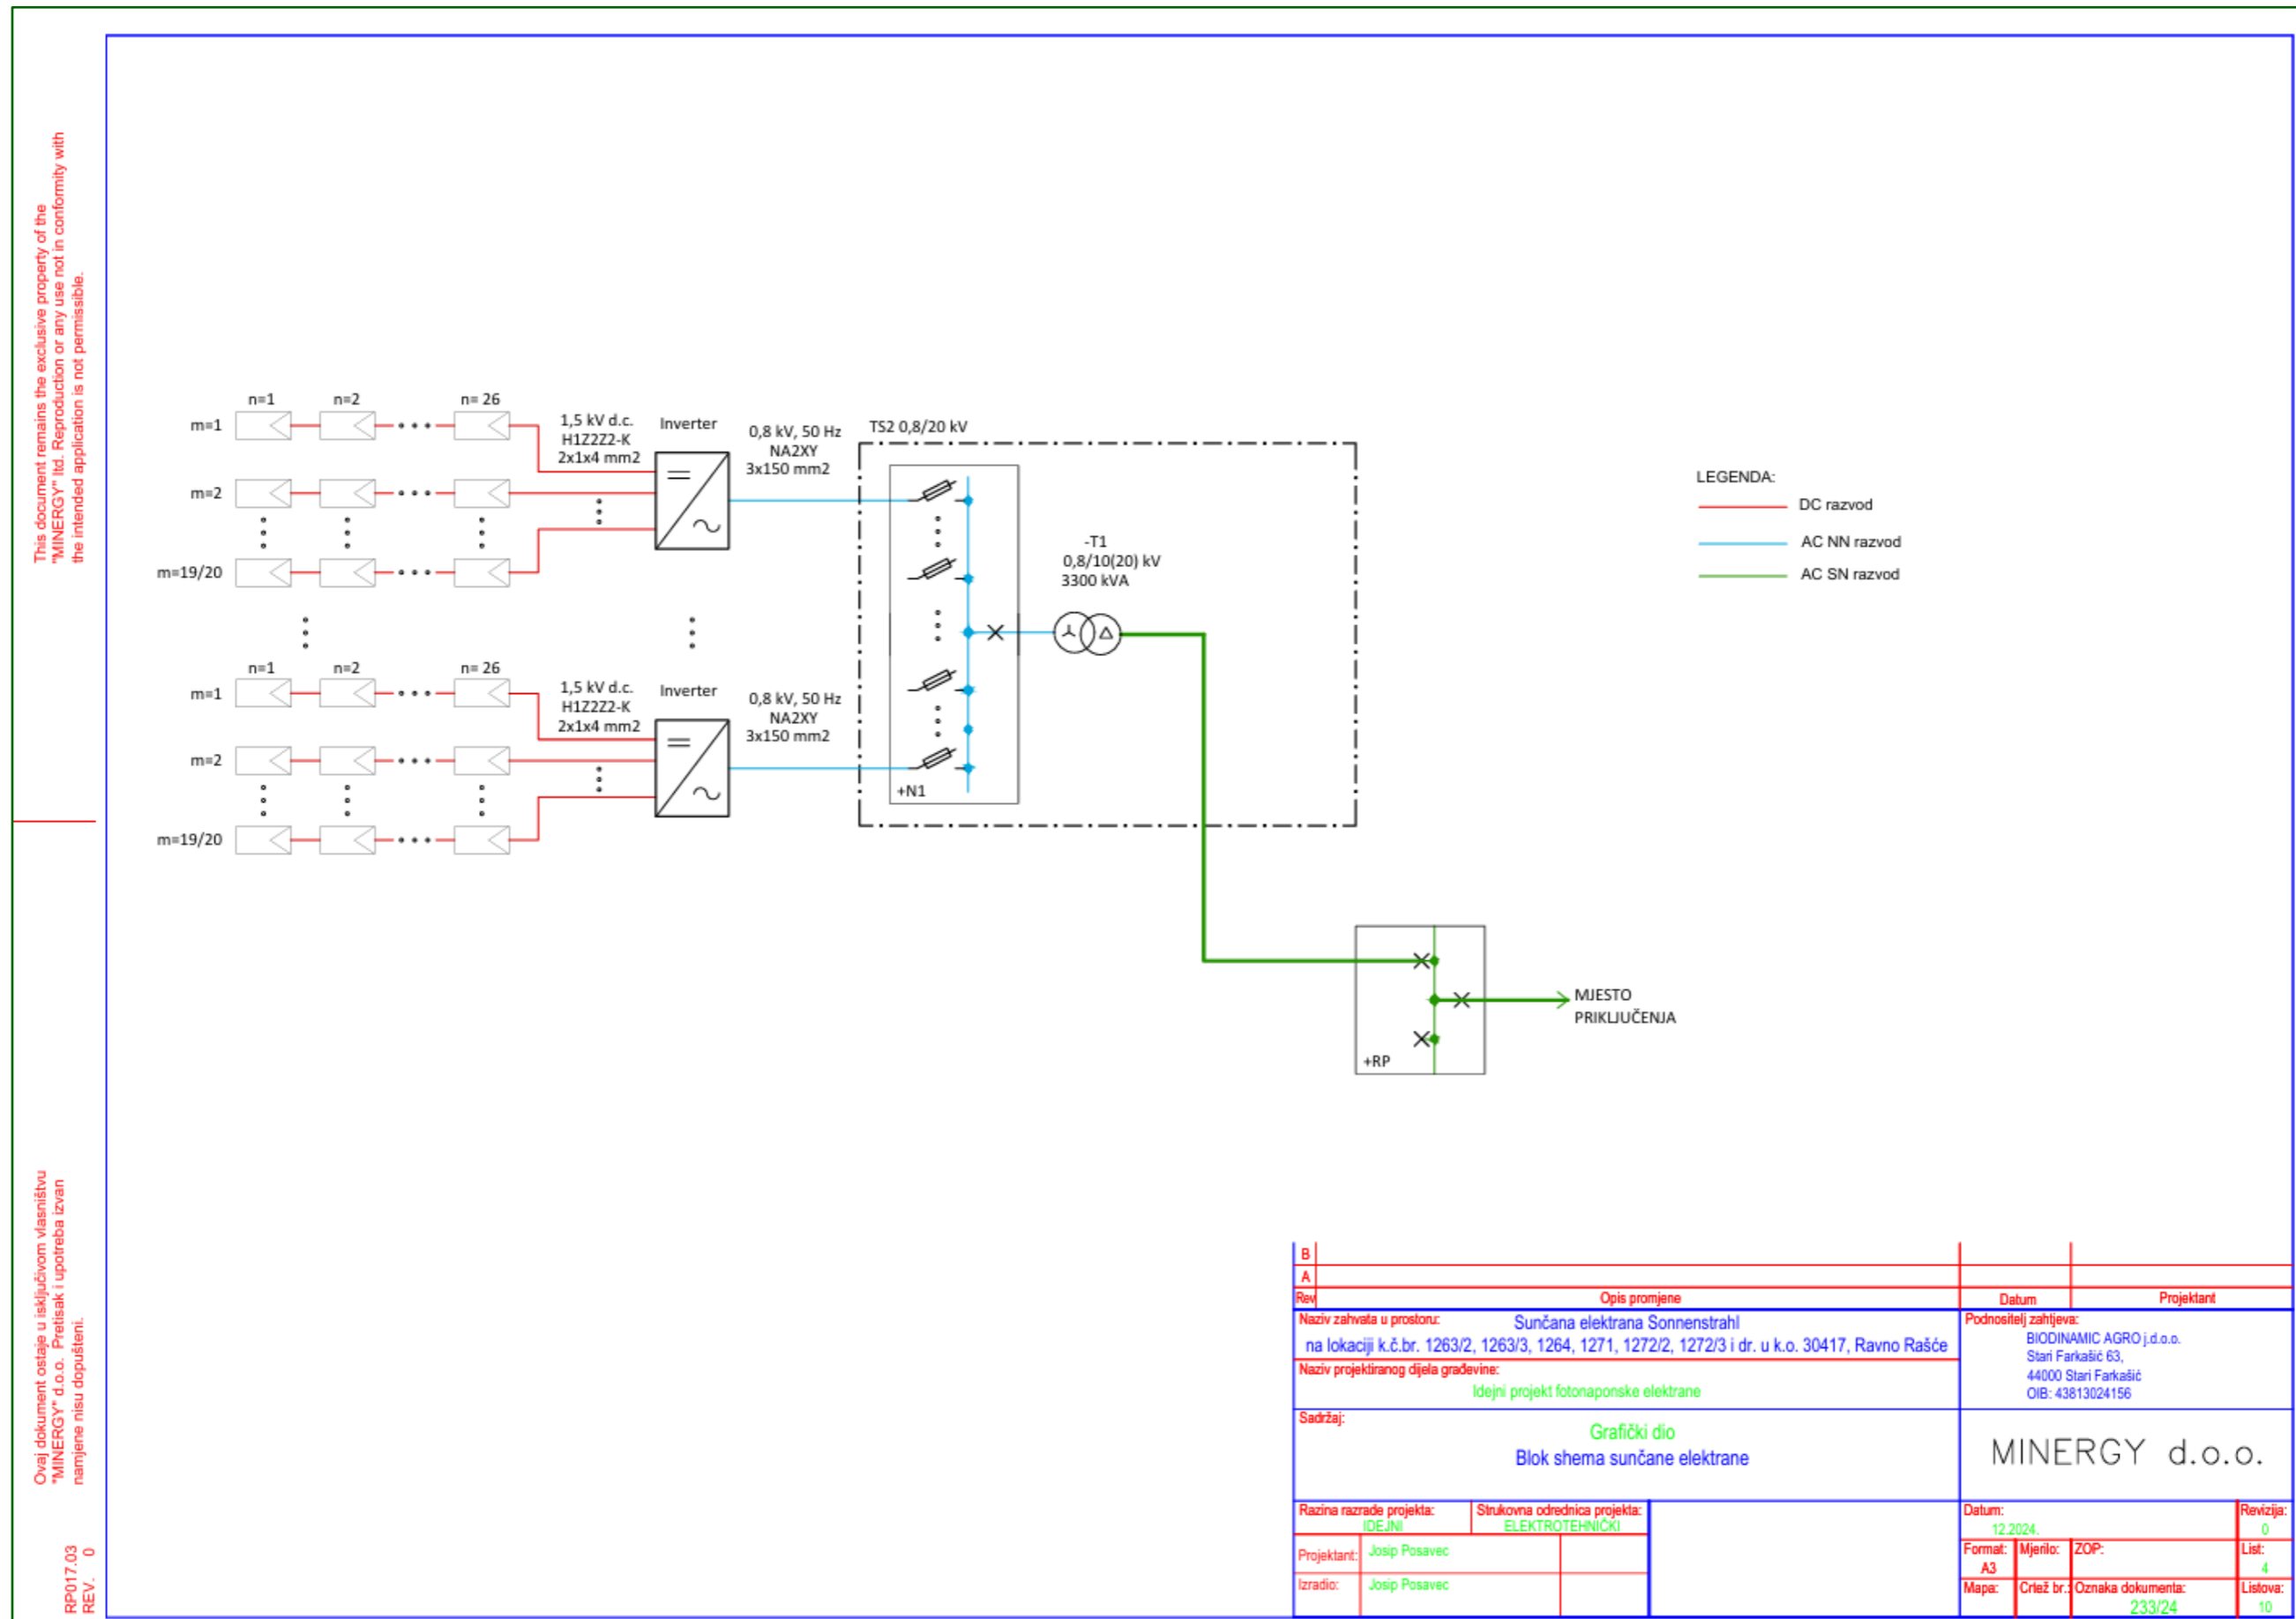 This document remains the exclusive property of the
"MINERGY" ltd. Reproduction or any use not in conformity with
the intended application is not permissible.
Ovaj dokument ostaje u isključivom vlasništvu
"MINERGY" d.o.o. Pretisak i upotreba izvan
namjene nisu dopušteni.
RP017.03
REV. 0
n=1 n=2 n= 26
m=1
m=2
m=19/20
1,5 kV d.c.
H1Z2Z2-K
2x1x4 mm2
Inverter
0,8 kV, 50 Hz
NA2XY
3x150 mm2
n=1 n=2 n= 26
m=1
m=2
m=19/20
1,5 kV d.c.
H1Z2Z2-K
2x1x4 mm2
Inverter
0,8 kV, 50 Hz
NA2XY
3x150 mm2
TS2 0,8/20 kV
+N1
-T1
0,8/10(20) kV
3300 kVA
LEGENDA:
DC razvod
AC NN razvod
AC SN razvod
+RP
MJESTO
PRIKLJUČENJA
B
A
Rev Opis promjene Datum Projektant
Naziv zahvata u prostoru: Sunčana elektrana Sonnenstrahl
na lokaciji k.č.br. 1263/2, 1263/3, 1264, 1271, 1272/2, 1272/3 i dr. u k.o. 30417, Ravno Rašće
Podnositelj zahtjeva:
BIODINAMIC AGRO j.d.o.o.
Stari Farkašić 63,
44000 Stari Farkašić
OIB: 43813024156
Naziv projektiranog dijela građevine:
Idejni projekt fotonaponske elektrane
Sadržaj:
Grafički dio
Blok shema sunčane elektrane
MINERGY d.o.o.
Razina razrade projekta: Strukovna odrednica projekta:
IDEJNI ELEKTROTEHNIČKI
Projektant: Josip Posavec
Izradio: Josip Posavec
Datum: Revizija:
12.2024. 0
Format: Mjerilo: ZOP: List:
A3 4
Mapa: Crtež br.: Oznaka dokumenta: Listova:
233/24 10